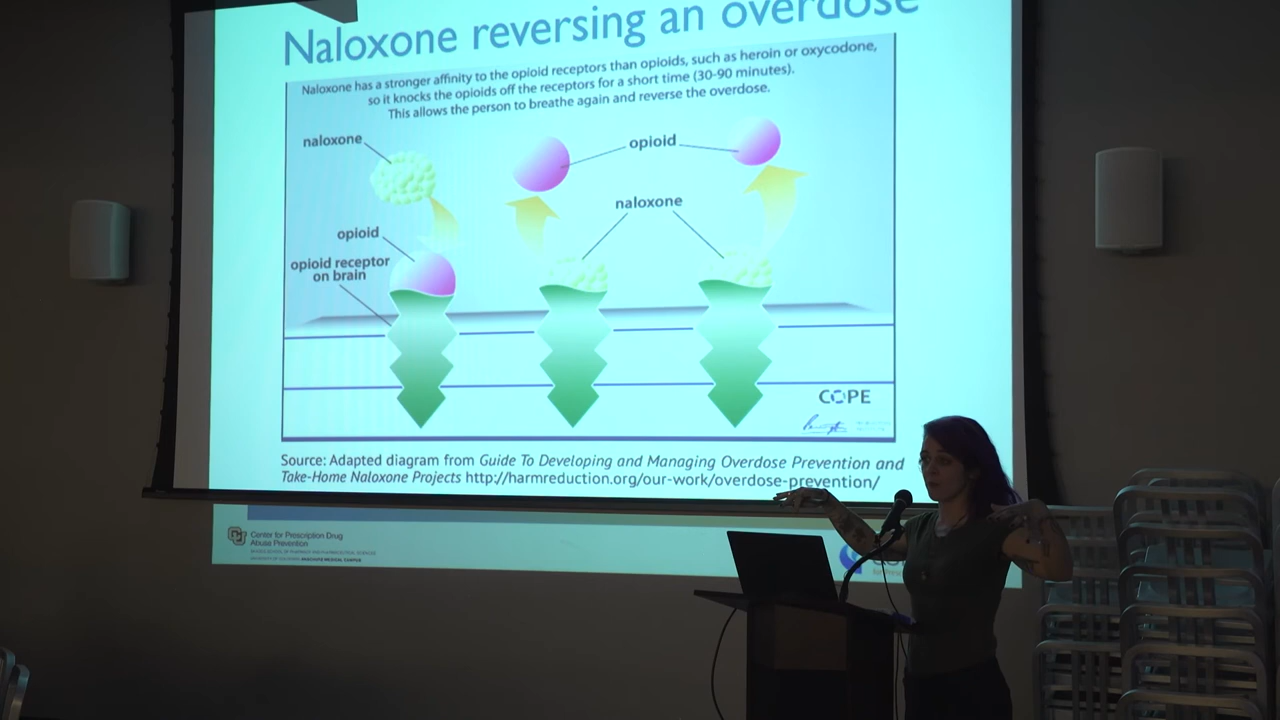 Naloxone reversing an overdose
Naloxone has a stronger affinity to the opioid receptors than opioids, such as heroin or oxycodone,
so it knocks the opioids off the receptors for a short time (30-90 minutes).
This allows the person to breathe again and reverse the overdose.
naloxone
opioid
naloxone
opioid
opioid receptor
on brain
COPE
Source: Adapted diagram from Guide To Developing and Managing Overdose Prevention and
Take-Home Naloxone Projects http://harmreduction.org/our-work/overdose-prevention/
Center for Prescription Drug
Abuse Prevention